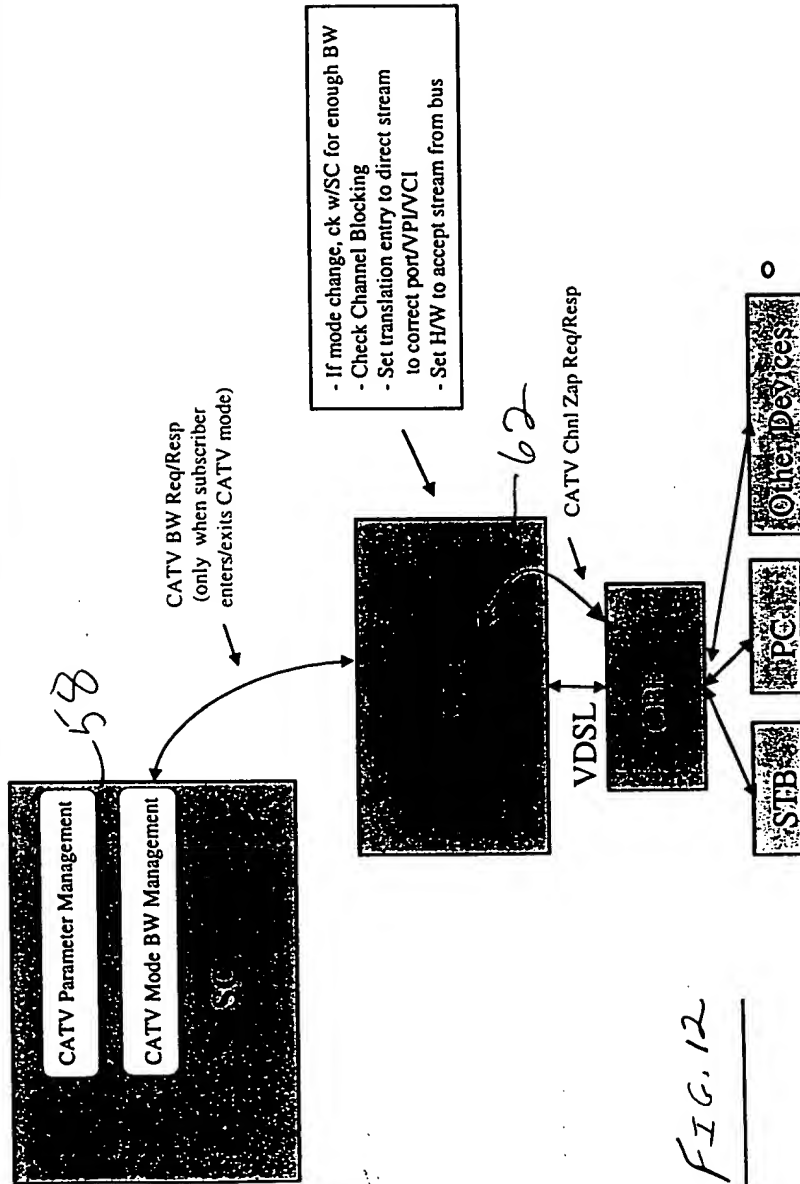 CATV Parameter Management
58
CATV Mode BW Management
SC
CATV BW Req/Resp
(only when subscriber
enters/exits CATV mode)
- If mode change, ck w/SC for enough BW
- Check Channel Blocking
- Set translation entry to direct stream
to correct port/VPI/VCI
- Set H/W to accept stream from bus
62
CATV Chnl Zap Req/Resp
VDSL
STB
PC
Other Devices
FIG. 12